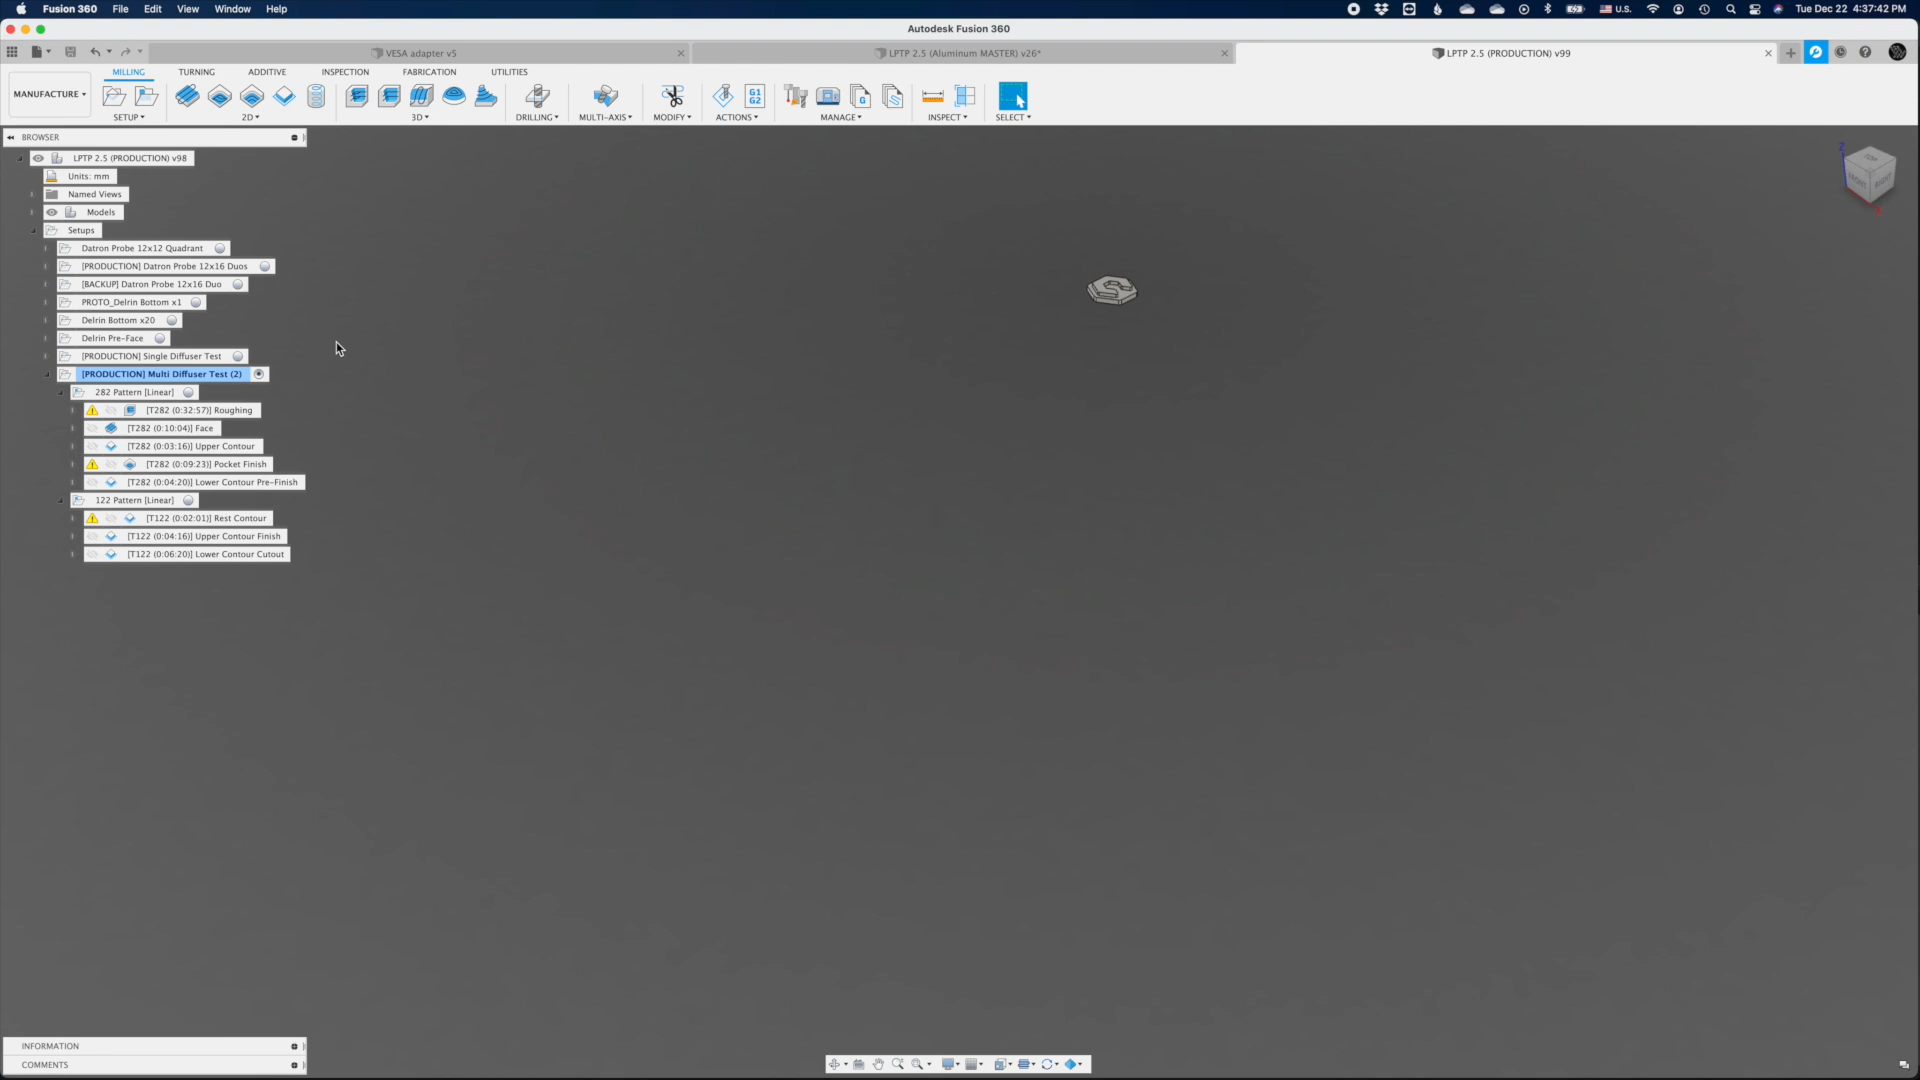 Fusion 360 File Edit View Window Help U.S. Tue Dec 22 4:37:42 PM
Autodesk Fusion 360
VESA adapter v5 LPTP 2.5 (Aluminum MASTER) v26* LPTP 2.5 (PRODUCTION) v99
MILLING TURNING ADDITIVE INSPECTION FABRICATION UTILITIES
MANUFACTURE
G1
G2
G
SETUP 2D 3D DRILLING MULTI-AXIS MODIFY ACTIONS MANAGE INSPECT SELECT
BROWSER
LPTP 2.5 (PRODUCTION) v98
Units: mm
Named Views
Models
Setups
Datron Probe 12x12 Quadrant
[PRODUCTION] Datron Probe 12x16 Duos
[BACKUP] Datron Probe 12x16 Duo
PROTO_Delrin Bottom x1
Delrin Bottom x20
Delrin Pre-Face
[PRODUCTION] Single Diffuser Test
[PRODUCTION] Multi Diffuser Test (2)
282 Pattern [Linear]
[T282 (0:32:57)] Roughing
[T282 (0:10:04)] Face
[T282 (0:03:16)] Upper Contour
[T282 (0:09:23)] Pocket Finish
[T282 (0:04:20)] Lower Contour Pre-Finish
122 Pattern [Linear]
[T122 (0:02:01)] Rest Contour
[T122 (0:04:16)] Upper Contour Finish
[T122 (0:06:20)] Lower Contour Cutout
Z
TOP
FRONT RIGHT
X
INFORMATION
COMMENTS